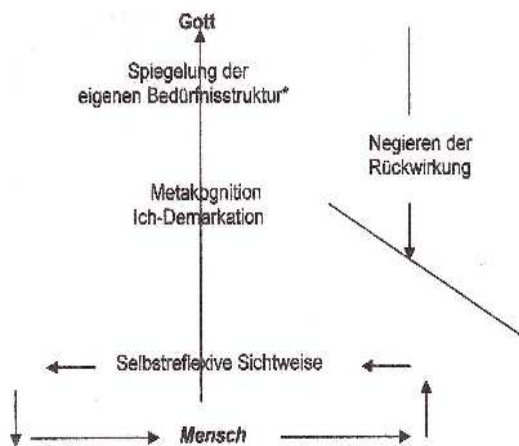 Gott
Spiegelung der
eigenen Bedürfnisstruktur*
Negieren der
Rückwirkung
Metakognition
Ich-Demarkation
Selbstreflexive Sichtweise
Mensch